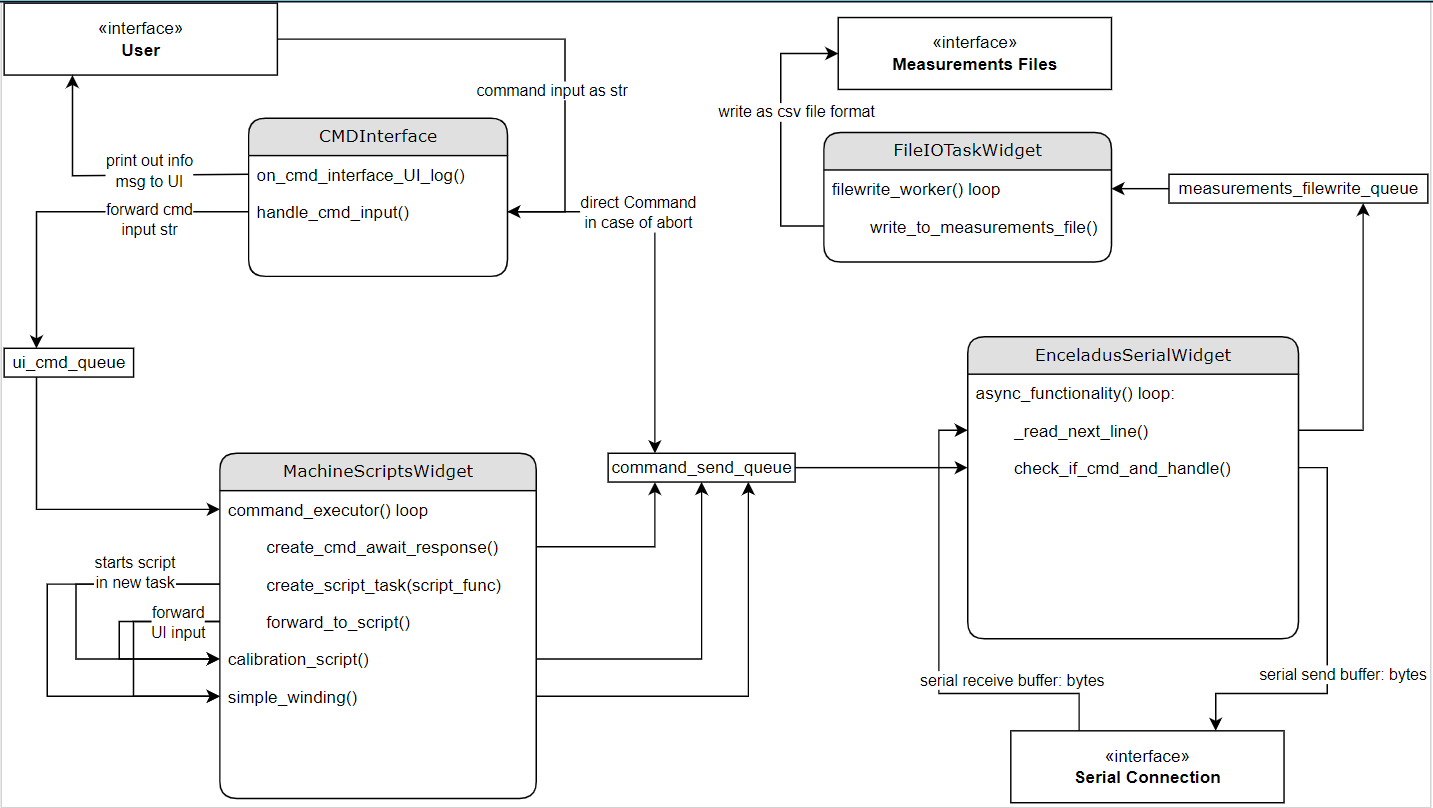 «interface»
User
command input as str
print out info
msg to UI
forward cmd
input str
CMDInterface
on_cmd_interface_UI_log()
handle_cmd_input()
direct Command
in case of abort
«interface»
Measurements Files
write as csv file format
FileIOTaskWidget
filewrite_worker() loop
write_to_measurements_file()
measurements_filewrite_queue
ui_cmd_queue
MachineScriptsWidget
command_executor() loop
create_cmd_await_response()
create_script_task(script_func)
forward_to_script()
calibration_script()
simple_winding()
starts script
in new task
forward
UI input
command_send_queue
EnceladusSerialWidget
async_functionality() loop:
_read_next_line()
check_if_cmd_and_handle()
serial receive buffer: bytes
serial send buffer: bytes
«interface»
Serial Connection